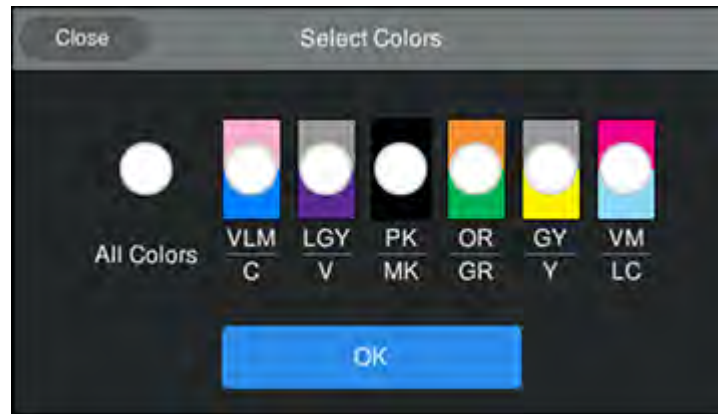 Close
Select Colors
All Colors
VLM
C
LGY
V
PK
MK
OR
GR
GY
Y
VM
LC
OK